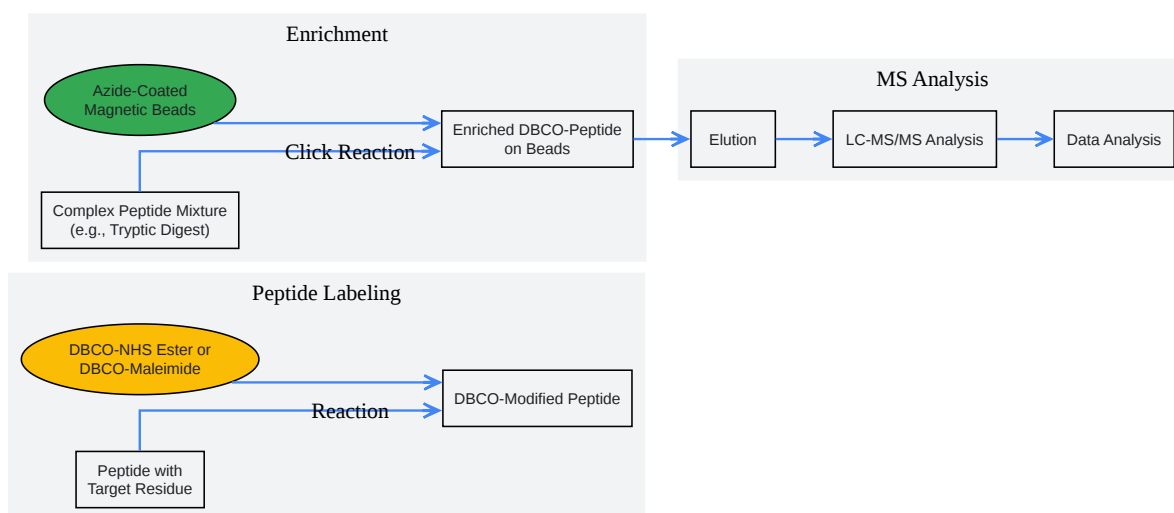 Enrichment
Azide-Coated
Magnetic Beads
Click Reaction
Enriched DBCO-Peptide
on Beads
Complex Peptide Mixture
(e.g., Tryptic Digest)
MS Analysis
Elution
LC-MS/MS Analysis
Data Analysis
Peptide Labeling
DBCO-NHS Ester or
DBCO-Maleimide
Reaction
DBCO-Modified Peptide
Peptide with
Target Residue